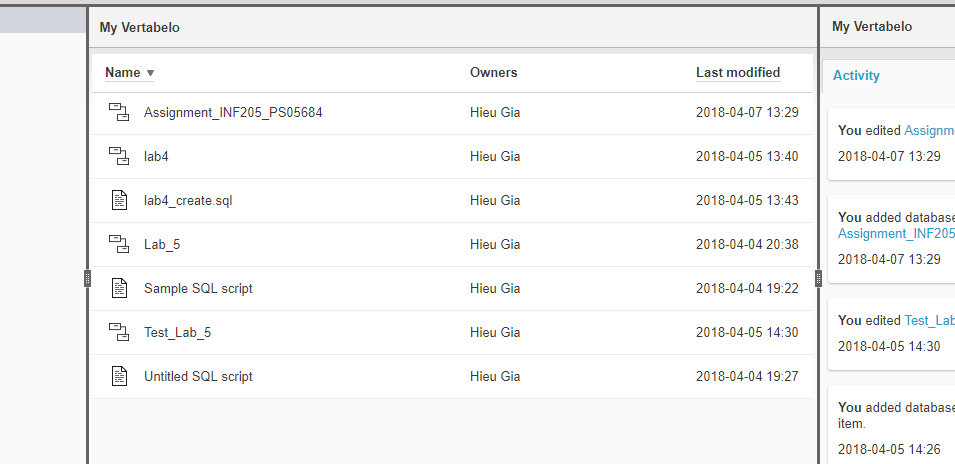 My Vertabelo
Name ▼ Owners Last modified
Assignment_INF205_PS05684 Hieu Gia 2018-04-07 13:29
lab4 Hieu Gia 2018-04-05 13:40
lab4_create.sql Hieu Gia 2018-04-05 13:43
Lab_5 Hieu Gia 2018-04-04 20:38
Sample SQL script Hieu Gia 2018-04-04 19:22
Test_Lab_5 Hieu Gia 2018-04-05 14:30
Untitled SQL script Hieu Gia 2018-04-04 19:27
My Vertabelo
Activity
You edited Assignm
2018-04-07 13:29
You added database
Assignment_INF205
2018-04-07 13:29
You edited Test_Lab
2018-04-05 14:30
You added database
item.
2018-04-05 14:26